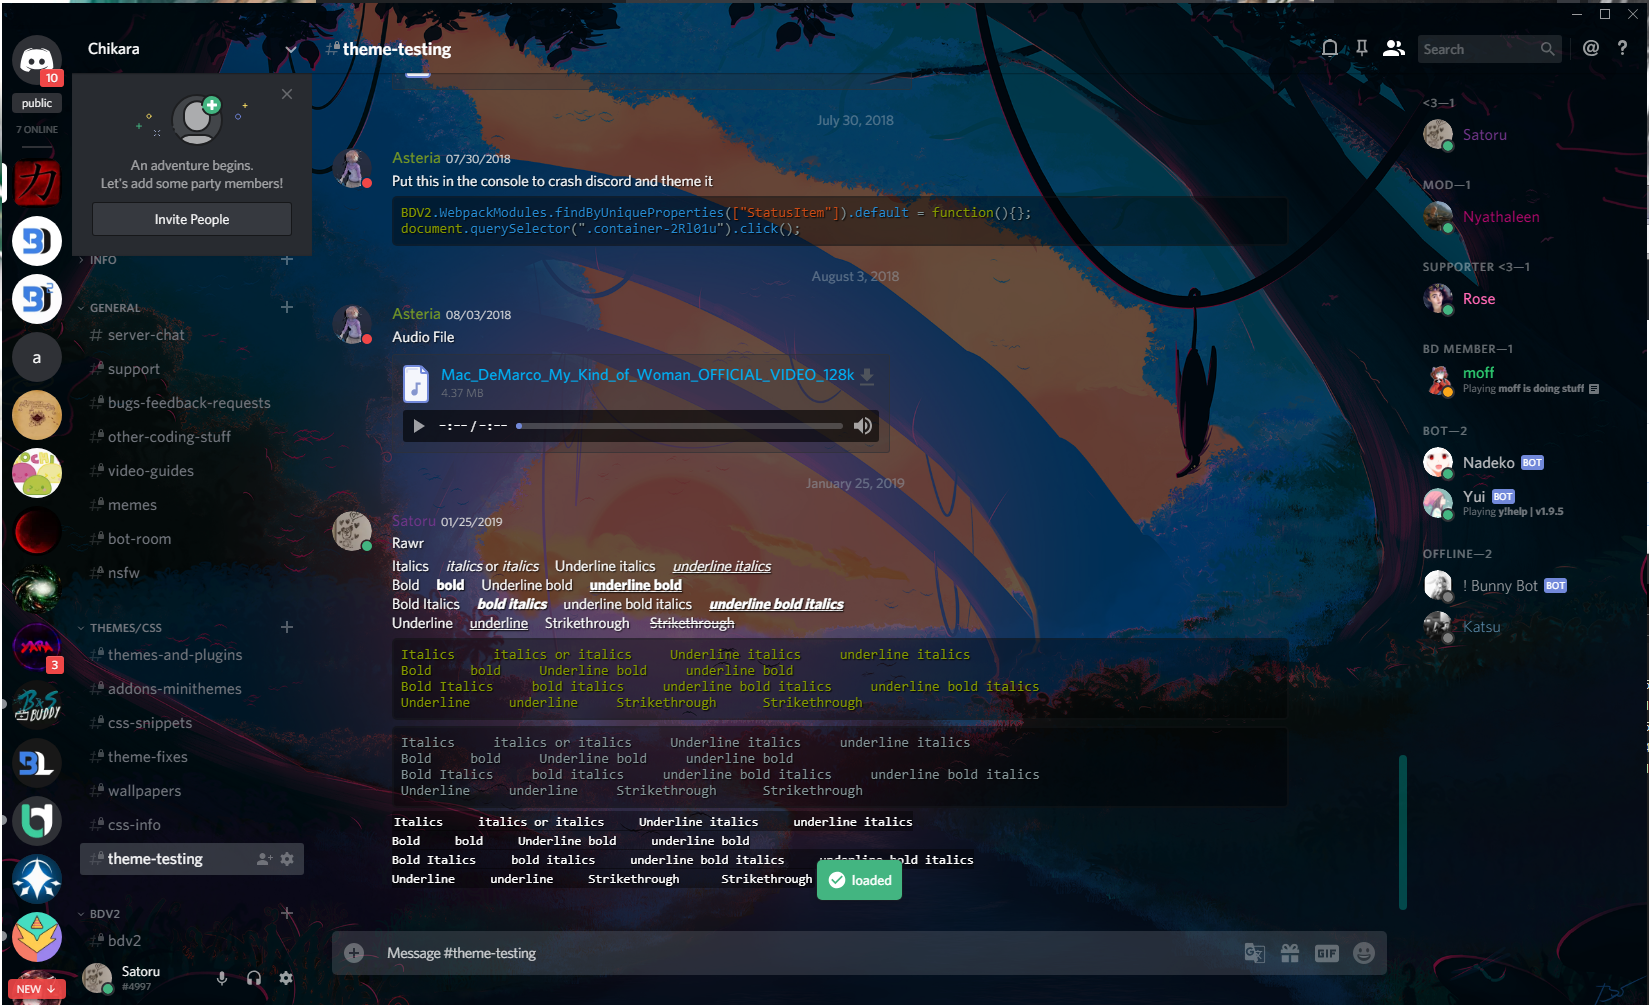 Chikara
#theme-testing
Search
10
public
7 ONLINE
力
An adventure begins.
Let's add some party members!
Invite People
INFO
GENERAL
server-chat
support
bugs-feedback-requests
other-coding-stuff
video-guides
memes
bot-room
nsfw
THEMES/CSS
themes-and-plugins
addons-minithemes
css-snippets
theme-fixes
wallpapers
css-info
theme-testing
BDV2
bdv2
a
3
B&S
BUDDY
NEW ↓
Satoru
#4997
July 30, 2018
Asteria 07/30/2018
Put this in the console to crash discord and theme it
BDV2.WebpackModules.findByUniqueProperties(["StatusItem"]).default = function(){};
document.querySelector(".container-2Rl01u").click();
August 3, 2018
Asteria 08/03/2018
Audio File
Mac_DeMarco_My_Kind_of_Woman_OFFICIAL_VIDEO_128k
4.37 MB
-:-- / -:--
January 25, 2019
Satoru 01/25/2019
Rawr
Italics italics or italics Underline italics underline italics
Bold bold Underline bold underline bold
Bold Italics bold italics underline bold italics underline bold italics
Underline underline Strikethrough Strikethrough
Italics italics or italics Underline italics underline italics
Bold bold Underline bold underline bold
Bold Italics bold italics underline bold italics underline bold italics
Underline underline Strikethrough Strikethrough
Italics italics or italics Underline italics underline italics
Bold bold Underline bold underline bold
Bold Italics bold italics underline bold italics underline bold italics
Underline underline Strikethrough Strikethrough
Italics italics or italics Underline italics underline italics
Bold bold Underline bold underline bold
Bold Italics bold italics underline bold italics underline bold italics
Underline underline Strikethrough Strikethrough
loaded
Message #theme-testing
GIF
<3—1
Satoru
MOD—1
Nyathaleen
SUPPORTER <3—1
Rose
BD MEMBER—1
moff
Playing moff is doing stuff
BOT—2
Nadeko BOT
Yui BOT
Playing y!help | v1.9.5
OFFLINE—2
! Bunny Bot BOT
Katsu